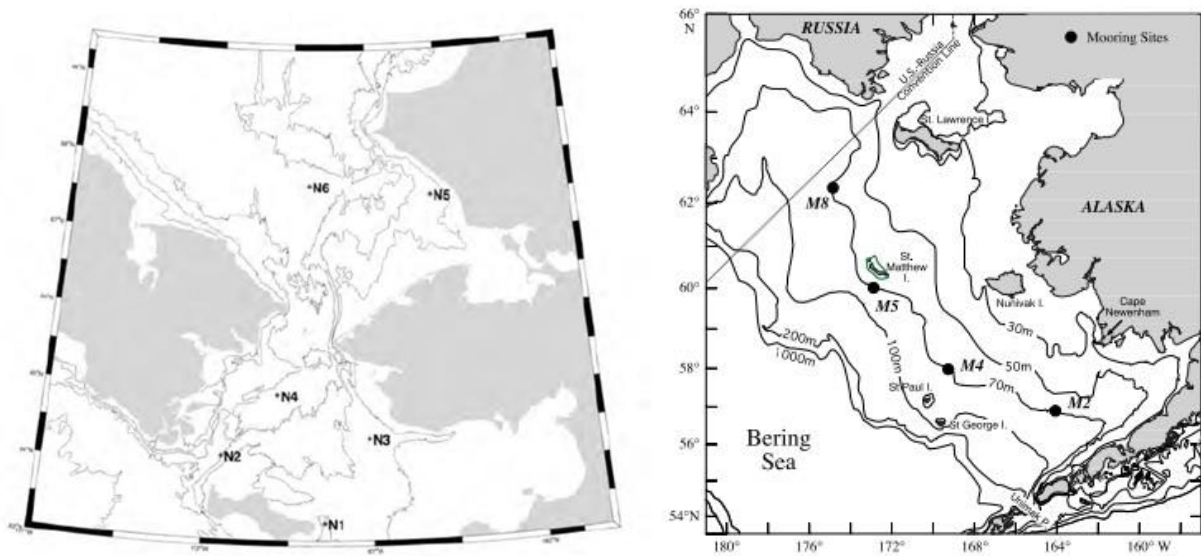 N6
N5
N4
N3
N2
N1
66°
N
64°
62°
60°
58°
56°
54°N
180°
176°
172°
168°
164°
160° W
RUSSIA
Mooring Sites
U.S.-Russia
Convention Line
St. Lawrence I.
M8
ALASKA
St.
Matthew
I.
M5
Nunivak I.
Cape
Newenham
30m
200m
1000m
100m
50m
M4
70m
St Paul I.
M2
St George I.
Bering
Sea
Unimak P.